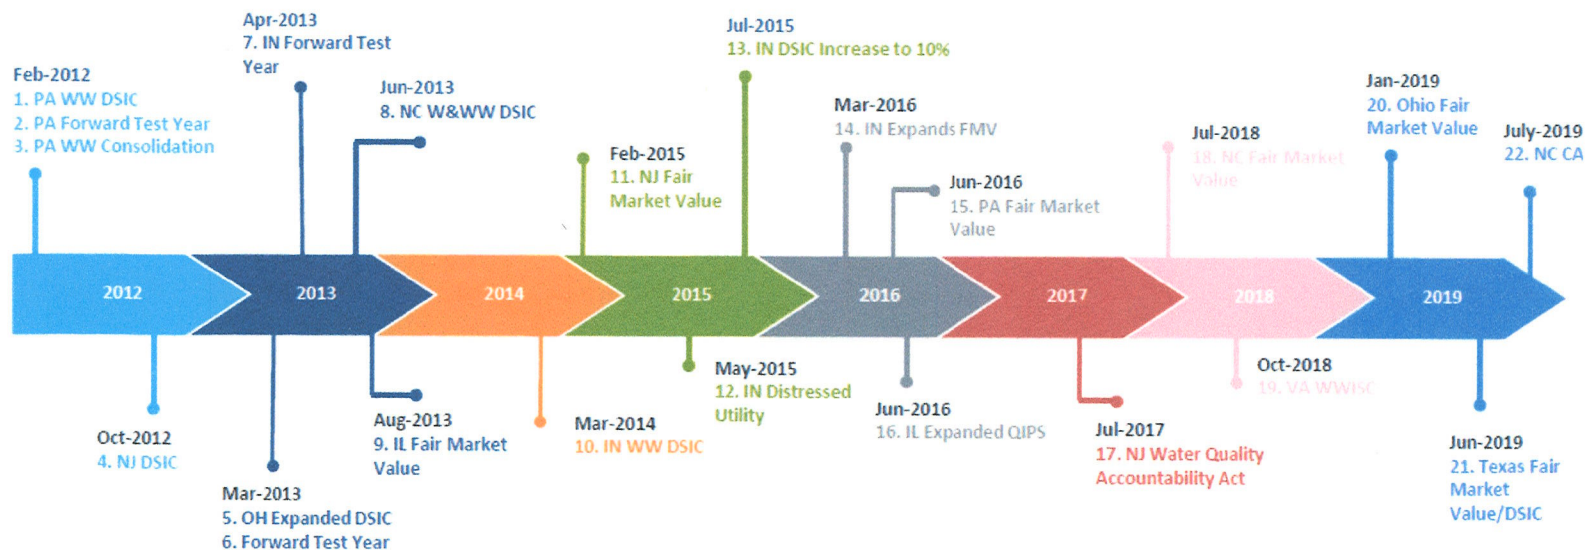 Feb-2012
1. PA WW DSIC
2. PA Forward Test Year
3. PA WW Consolidation
Apr-2013
7. IN Forward Test
Year
Jun-2013
8. NC W&WW DSIC
Feb-2015
11. NJ Fair
Market Value
Jul-2015
13. IN DSIC Increase to 10%
Mar-2016
14. IN Expands FMV
Jun-2016
15. PA Fair Market
Value
Jul-2018
18. NC Fair Market
Value
Jan-2019
20. Ohio Fair
Market Value
July-2019
22. NC CA
2012
2013
2014
2015
2016
2017
2018
2019
Oct-2012
4. NJ DSIC
Mar-2013
5. OH Expanded DSIC
6. Forward Test Year
Aug-2013
9. IL Fair Market
Value
Mar-2014
10. IN WW DSIC
May-2015
12. IN Distressed
Utility
Jun-2016
16. IL Expanded QIPS
Jul-2017
17. NJ Water Quality
Accountability Act
Oct-2018
19. VA WWISC
Jun-2019
21. Texas Fair
Market
Value/DSIC